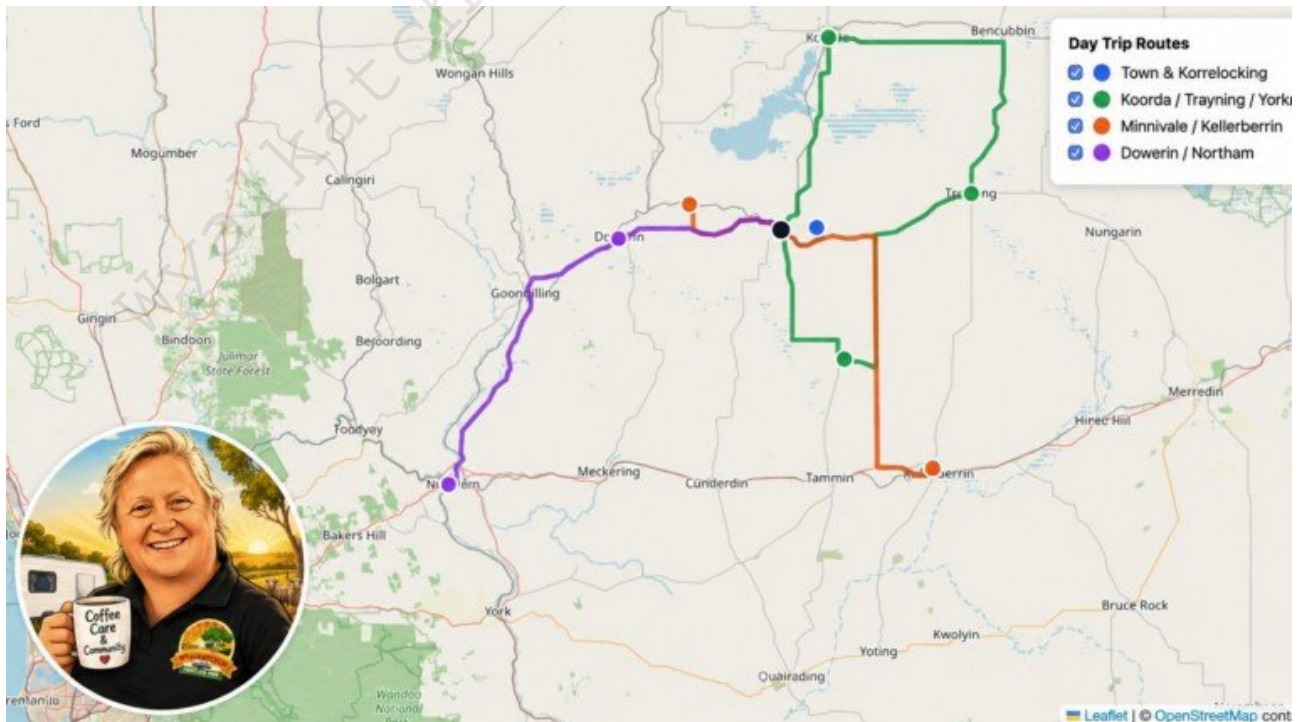 Wyalkatchem
Day Trip Routes
Town & Korrelocking
Koorda / Trayning / Yorkr
Minnivale / Kellerberrin
Dowerin / Northam
Bencubbin
Wongan Hills
s Ford
Mogumber
Calingiri
Nungarin
Bolgart
Gingin
Bindoon
Bejoording
Julimar
State Forest
Merredin
Hines Hill
Toodyay
Meckering
Cunderdin
Tammin
Bakers Hill
York
Bruce Rock
Kwolyin
Yoting
Quairading
Wandoo
National
Coffee
Care
&
Community
remantle
Leaflet | © OpenStreetMap cont